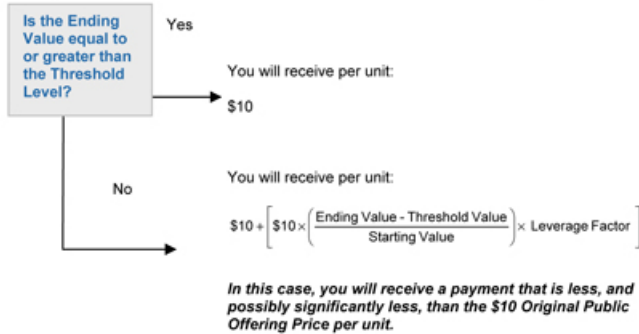 Is the Ending
Value equal to
or greater than
the Threshold
Level?
Yes
You will receive per unit:
$10
No
You will receive per unit:
$10 + [ $10 × ( Ending Value - Threshold Value / Starting Value ) × Leverage Factor ]
In this case, you will receive a payment that is less, and
possibly significantly less, than the $10 Original Public
Offering Price per unit.